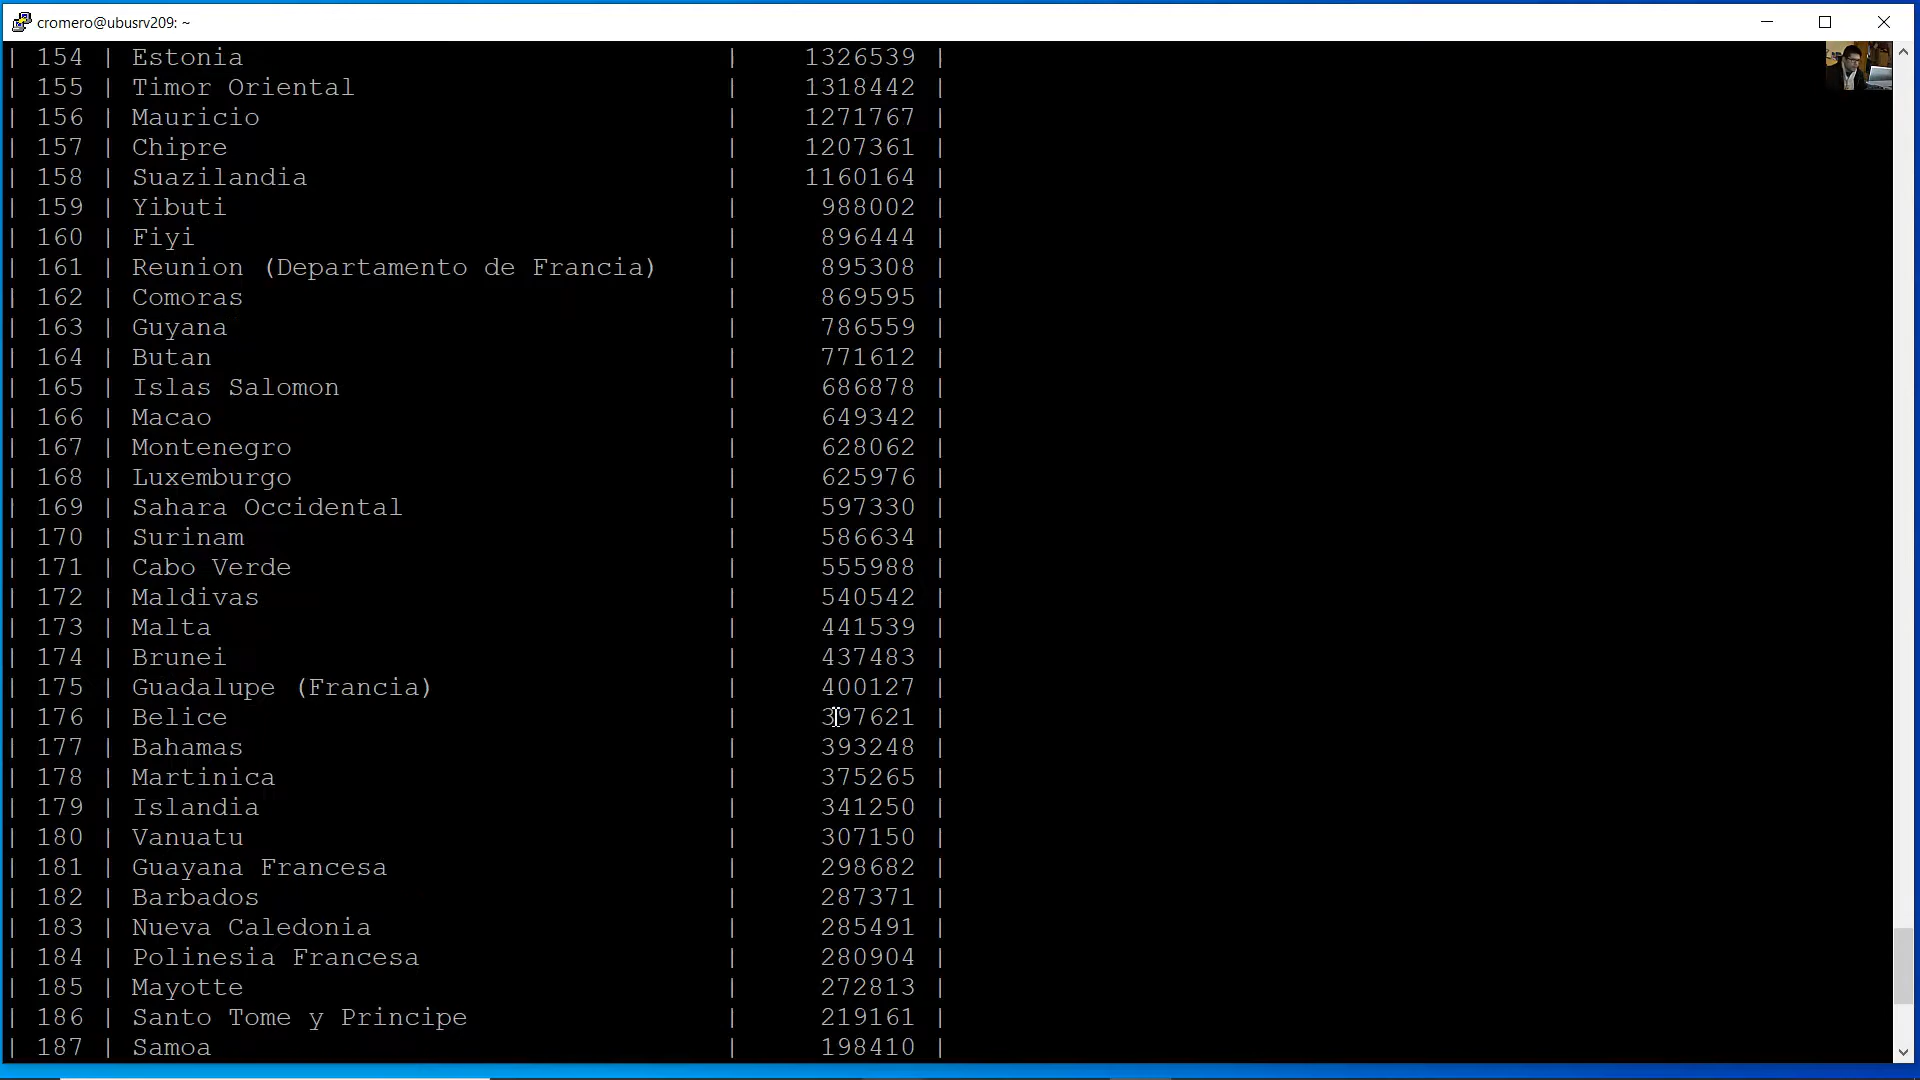 cromero@ubusrv209: ~
| 154 | Estonia | 1326539 |
| 155 | Timor Oriental | 1318442 |
| 156 | Mauricio | 1271767 |
| 157 | Chipre | 1207361 |
| 158 | Suazilandia | 1160164 |
| 159 | Yibuti | 988002 |
| 160 | Fiyi | 896444 |
| 161 | Reunion (Departamento de Francia) | 895308 |
| 162 | Comoras | 869595 |
| 163 | Guyana | 786559 |
| 164 | Butan | 771612 |
| 165 | Islas Salomon | 686878 |
| 166 | Macao | 649342 |
| 167 | Montenegro | 628062 |
| 168 | Luxemburgo | 625976 |
| 169 | Sahara Occidental | 597330 |
| 170 | Surinam | 586634 |
| 171 | Cabo Verde | 555988 |
| 172 | Maldivas | 540542 |
| 173 | Malta | 441539 |
| 174 | Brunei | 437483 |
| 175 | Guadalupe (Francia) | 400127 |
| 176 | Belice | 397621 |
| 177 | Bahamas | 393248 |
| 178 | Martinica | 375265 |
| 179 | Islandia | 341250 |
| 180 | Vanuatu | 307150 |
| 181 | Guayana Francesa | 298682 |
| 182 | Barbados | 287371 |
| 183 | Nueva Caledonia | 285491 |
| 184 | Polinesia Francesa | 280904 |
| 185 | Mayotte | 272813 |
| 186 | Santo Tome y Principe | 219161 |
| 187 | Samoa | 198410 |